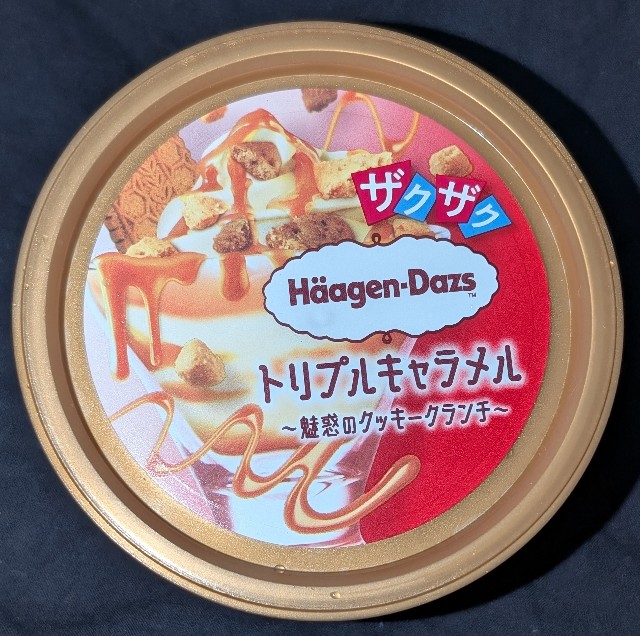 ザクザク
Häagen-Dazs™
トリプルキャラメル
～魅惑のクッキークランチ～